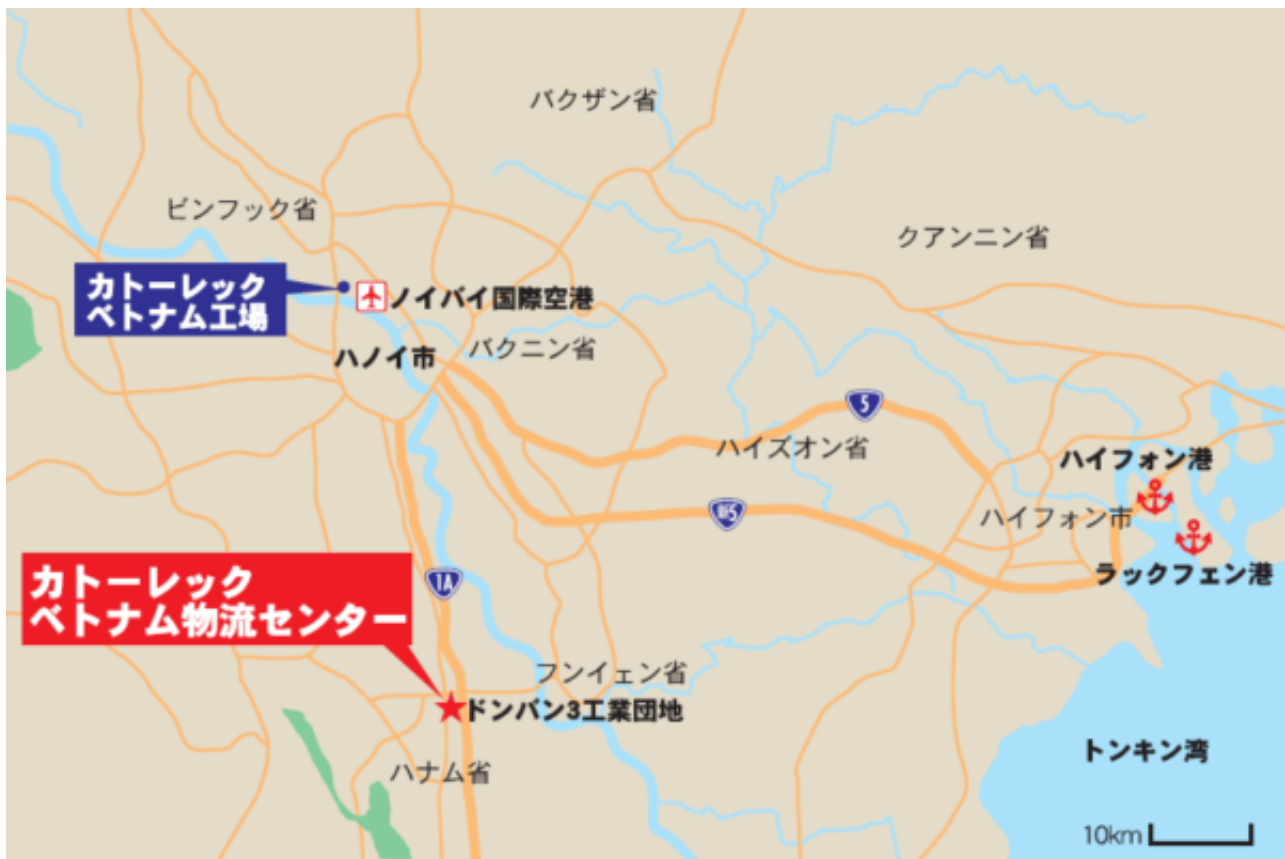 バクザン省
ビンフック省
クアンニン省
カトーレック
ベトナム工場
ノイバイ国際空港
ハノイ市
バクニン省
5
ハイズオン省
ハイフォン港
新5
ハイフォン市
ラックフェン港
カトーレック
ベトナム物流センター
1A
フンイェン省
ドンバン3工業団地
トンキン湾
ハナム省
10km